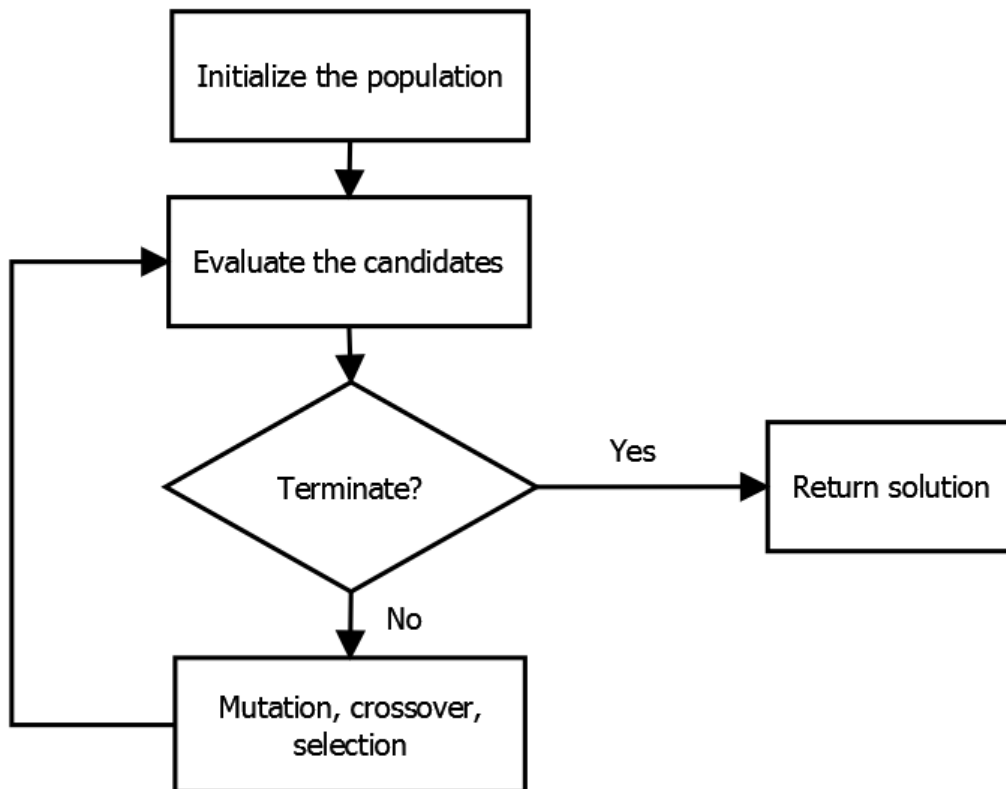 Initialize the population
Evaluate the candidates
Terminate?
Yes
Return solution
No
Mutation, crossover,
selection